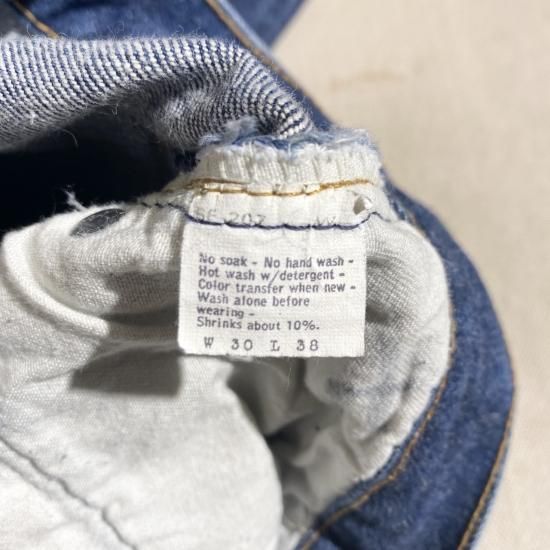 No soak - No hand wash -
Hot wash w/detergent -
Color transfer when new -
Wash alone before
wearing -
Shrinks about 10%.
W 30 L 38